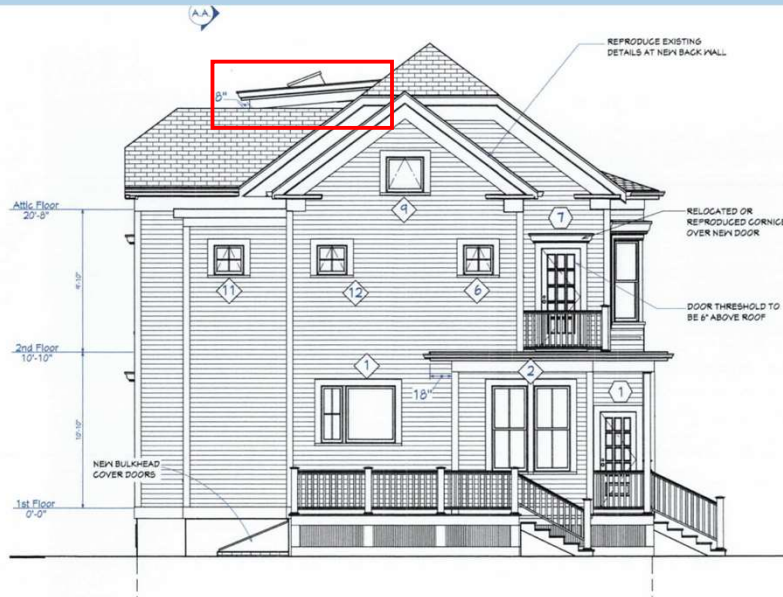 A.A.
REPRODUCE EXISTING
DETAILS AT NEW BACK WALL
8"
Attic Floor
20'-8"
9
7
RELOCATED OR
REPRODUCED CORNICE
OVER NEW DOOR
11
12
6
9'-10"
DOOR THRESHOLD TO
BE 6" ABOVE ROOF
2nd Floor
10'-10"
1
2
18"
1
10'-10"
NEW BULKHEAD
COVER DOORS
1st Floor
0'-0"